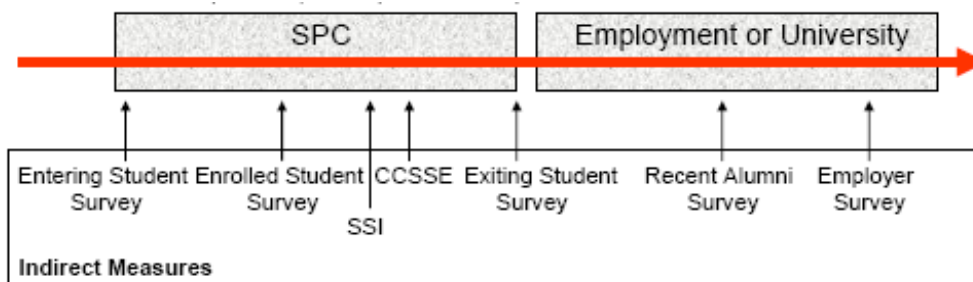 SPC
Employment or University
Entering Student Survey
Enrolled Student Survey
SSI
CCSSE
Exiting Student Survey
Recent Alumni Survey
Employer Survey
Indirect Measures